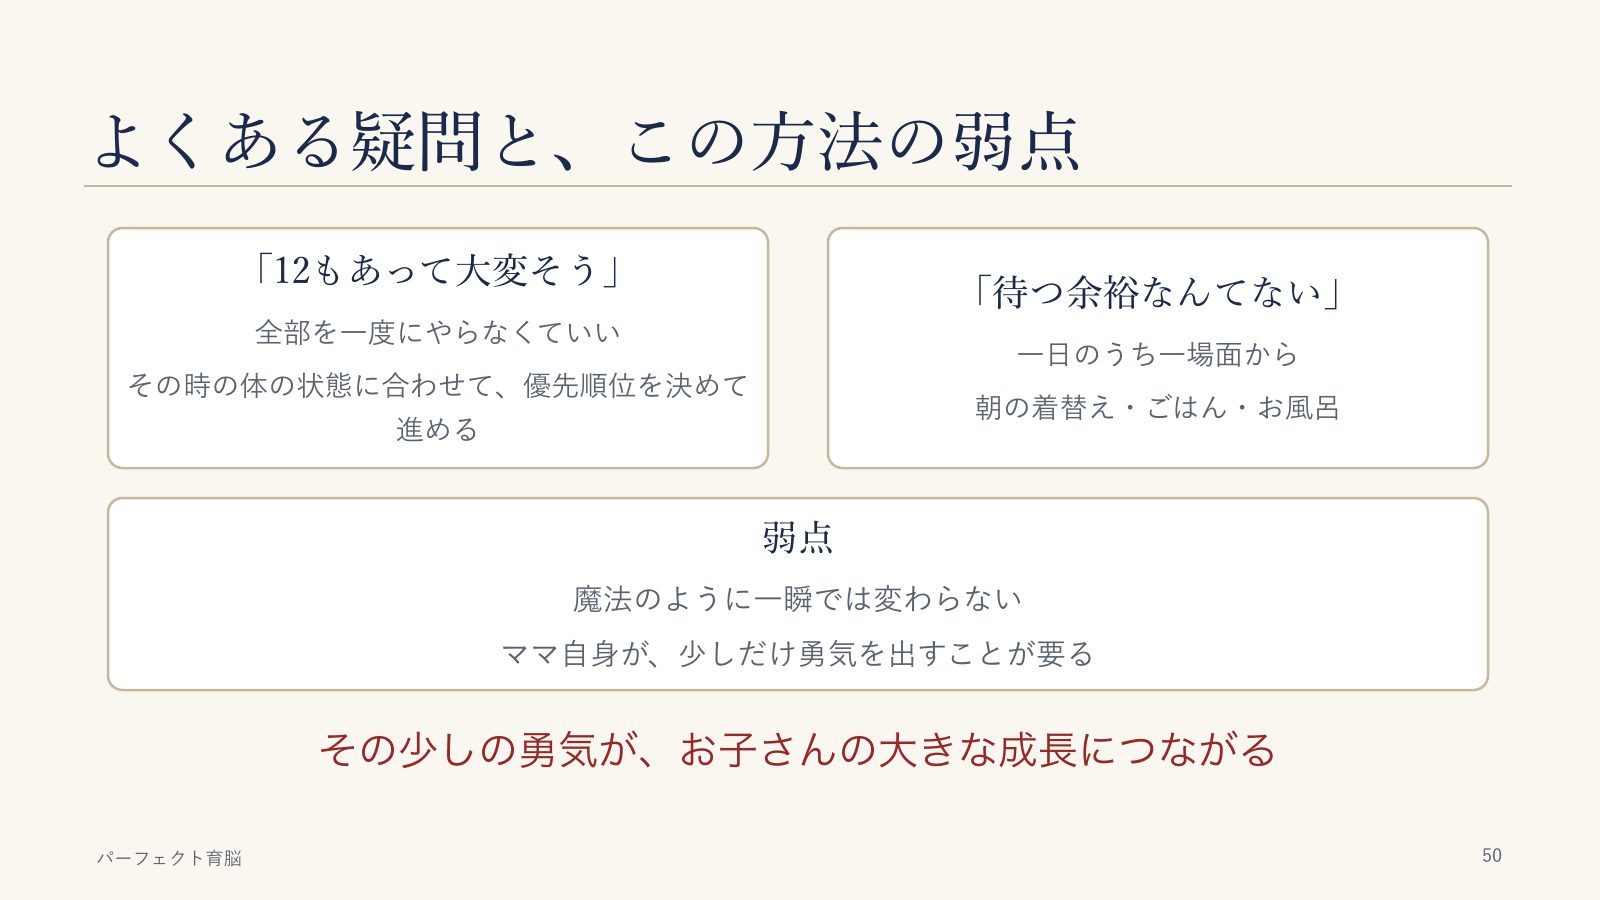 よくある疑問と、この方法の弱点
「12もあって大変そう」
全部を一度にやらなくていい
その時の体の状態に合わせて、優先順位を決めて
進める
「待つ余裕なんてない」
一日のうち一場面から
朝の着替え・ごはん・お風呂
弱点
魔法のように一瞬では変わらない
ママ自身が、少しだけ勇気を出すことが要る
その少しの勇気が、お子さんの大きな成長につながる
パーフェクト育脳
50